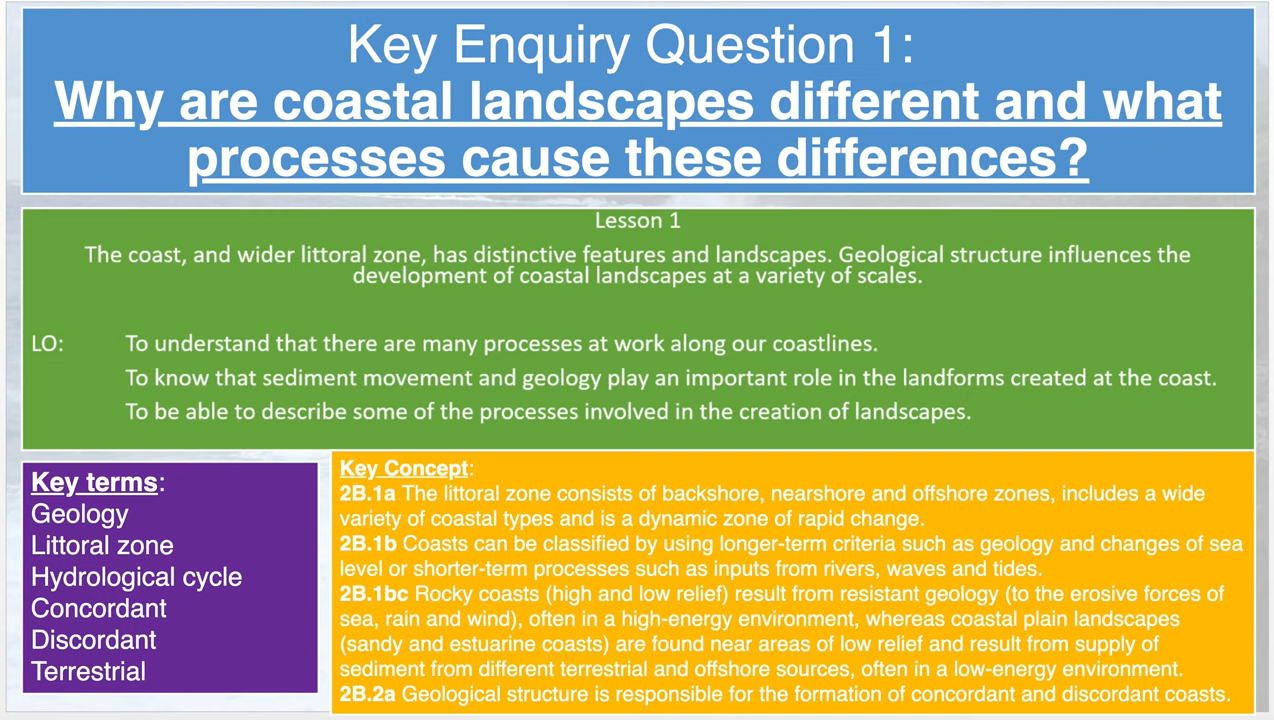 Key Enquiry Question 1:
Why are coastal landscapes different and what
processes cause these differences?
Lesson 1
The coast, and wider littoral zone, has distinctive features and landscapes. Geological structure influences the
development of coastal landscapes at a variety of scales.
LO: To understand that there are many processes at work along our coastlines.
To know that sediment movement and geology play an important role in the landforms created at the coast.
To be able to describe some of the processes involved in the creation of landscapes.
Key terms:
Geology
Littoral zone
Hydrological cycle
Concordant
Discordant
Terrestrial
Key Concept:
2B.1a The littoral zone consists of backshore, nearshore and offshore zones, includes a wide
variety of coastal types and is a dynamic zone of rapid change.
2B.1b Coasts can be classified by using longer-term criteria such as geology and changes of sea
level or shorter-term processes such as inputs from rivers, waves and tides.
2B.1bc Rocky coasts (high and low relief) result from resistant geology (to the erosive forces of
sea, rain and wind), often in a high-energy environment, whereas coastal plain landscapes
(sandy and estuarine coasts) are found near areas of low relief and result from supply of
sediment from different terrestrial and offshore sources, often in a low-energy environment.
2B.2a Geological structure is responsible for the formation of concordant and discordant coasts.